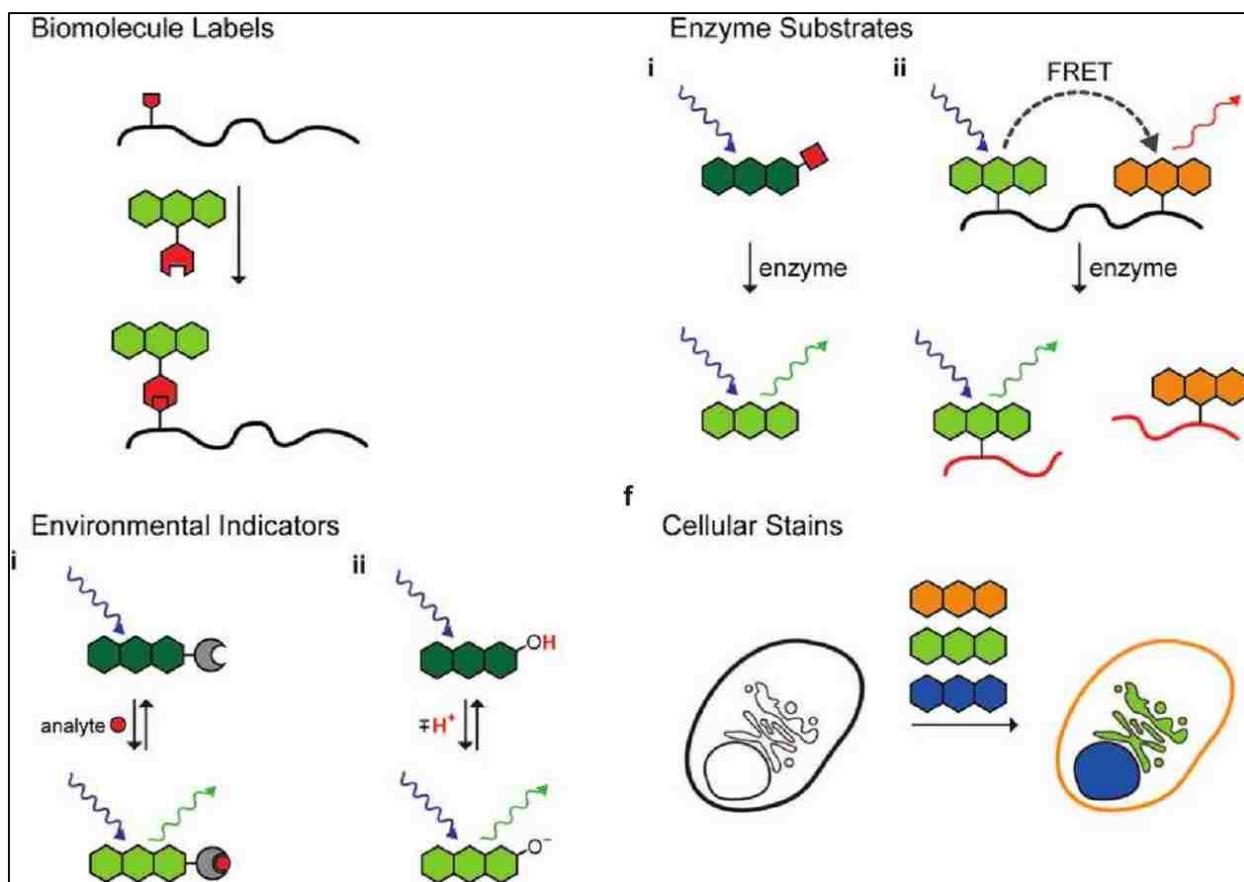 Biomolecule Labels
Enzyme Substrates
i
ii
FRET
enzyme
enzyme
f
Environmental Indicators
Cellular Stains
i
ii
OH
analyte
∓H⁺
O⁻